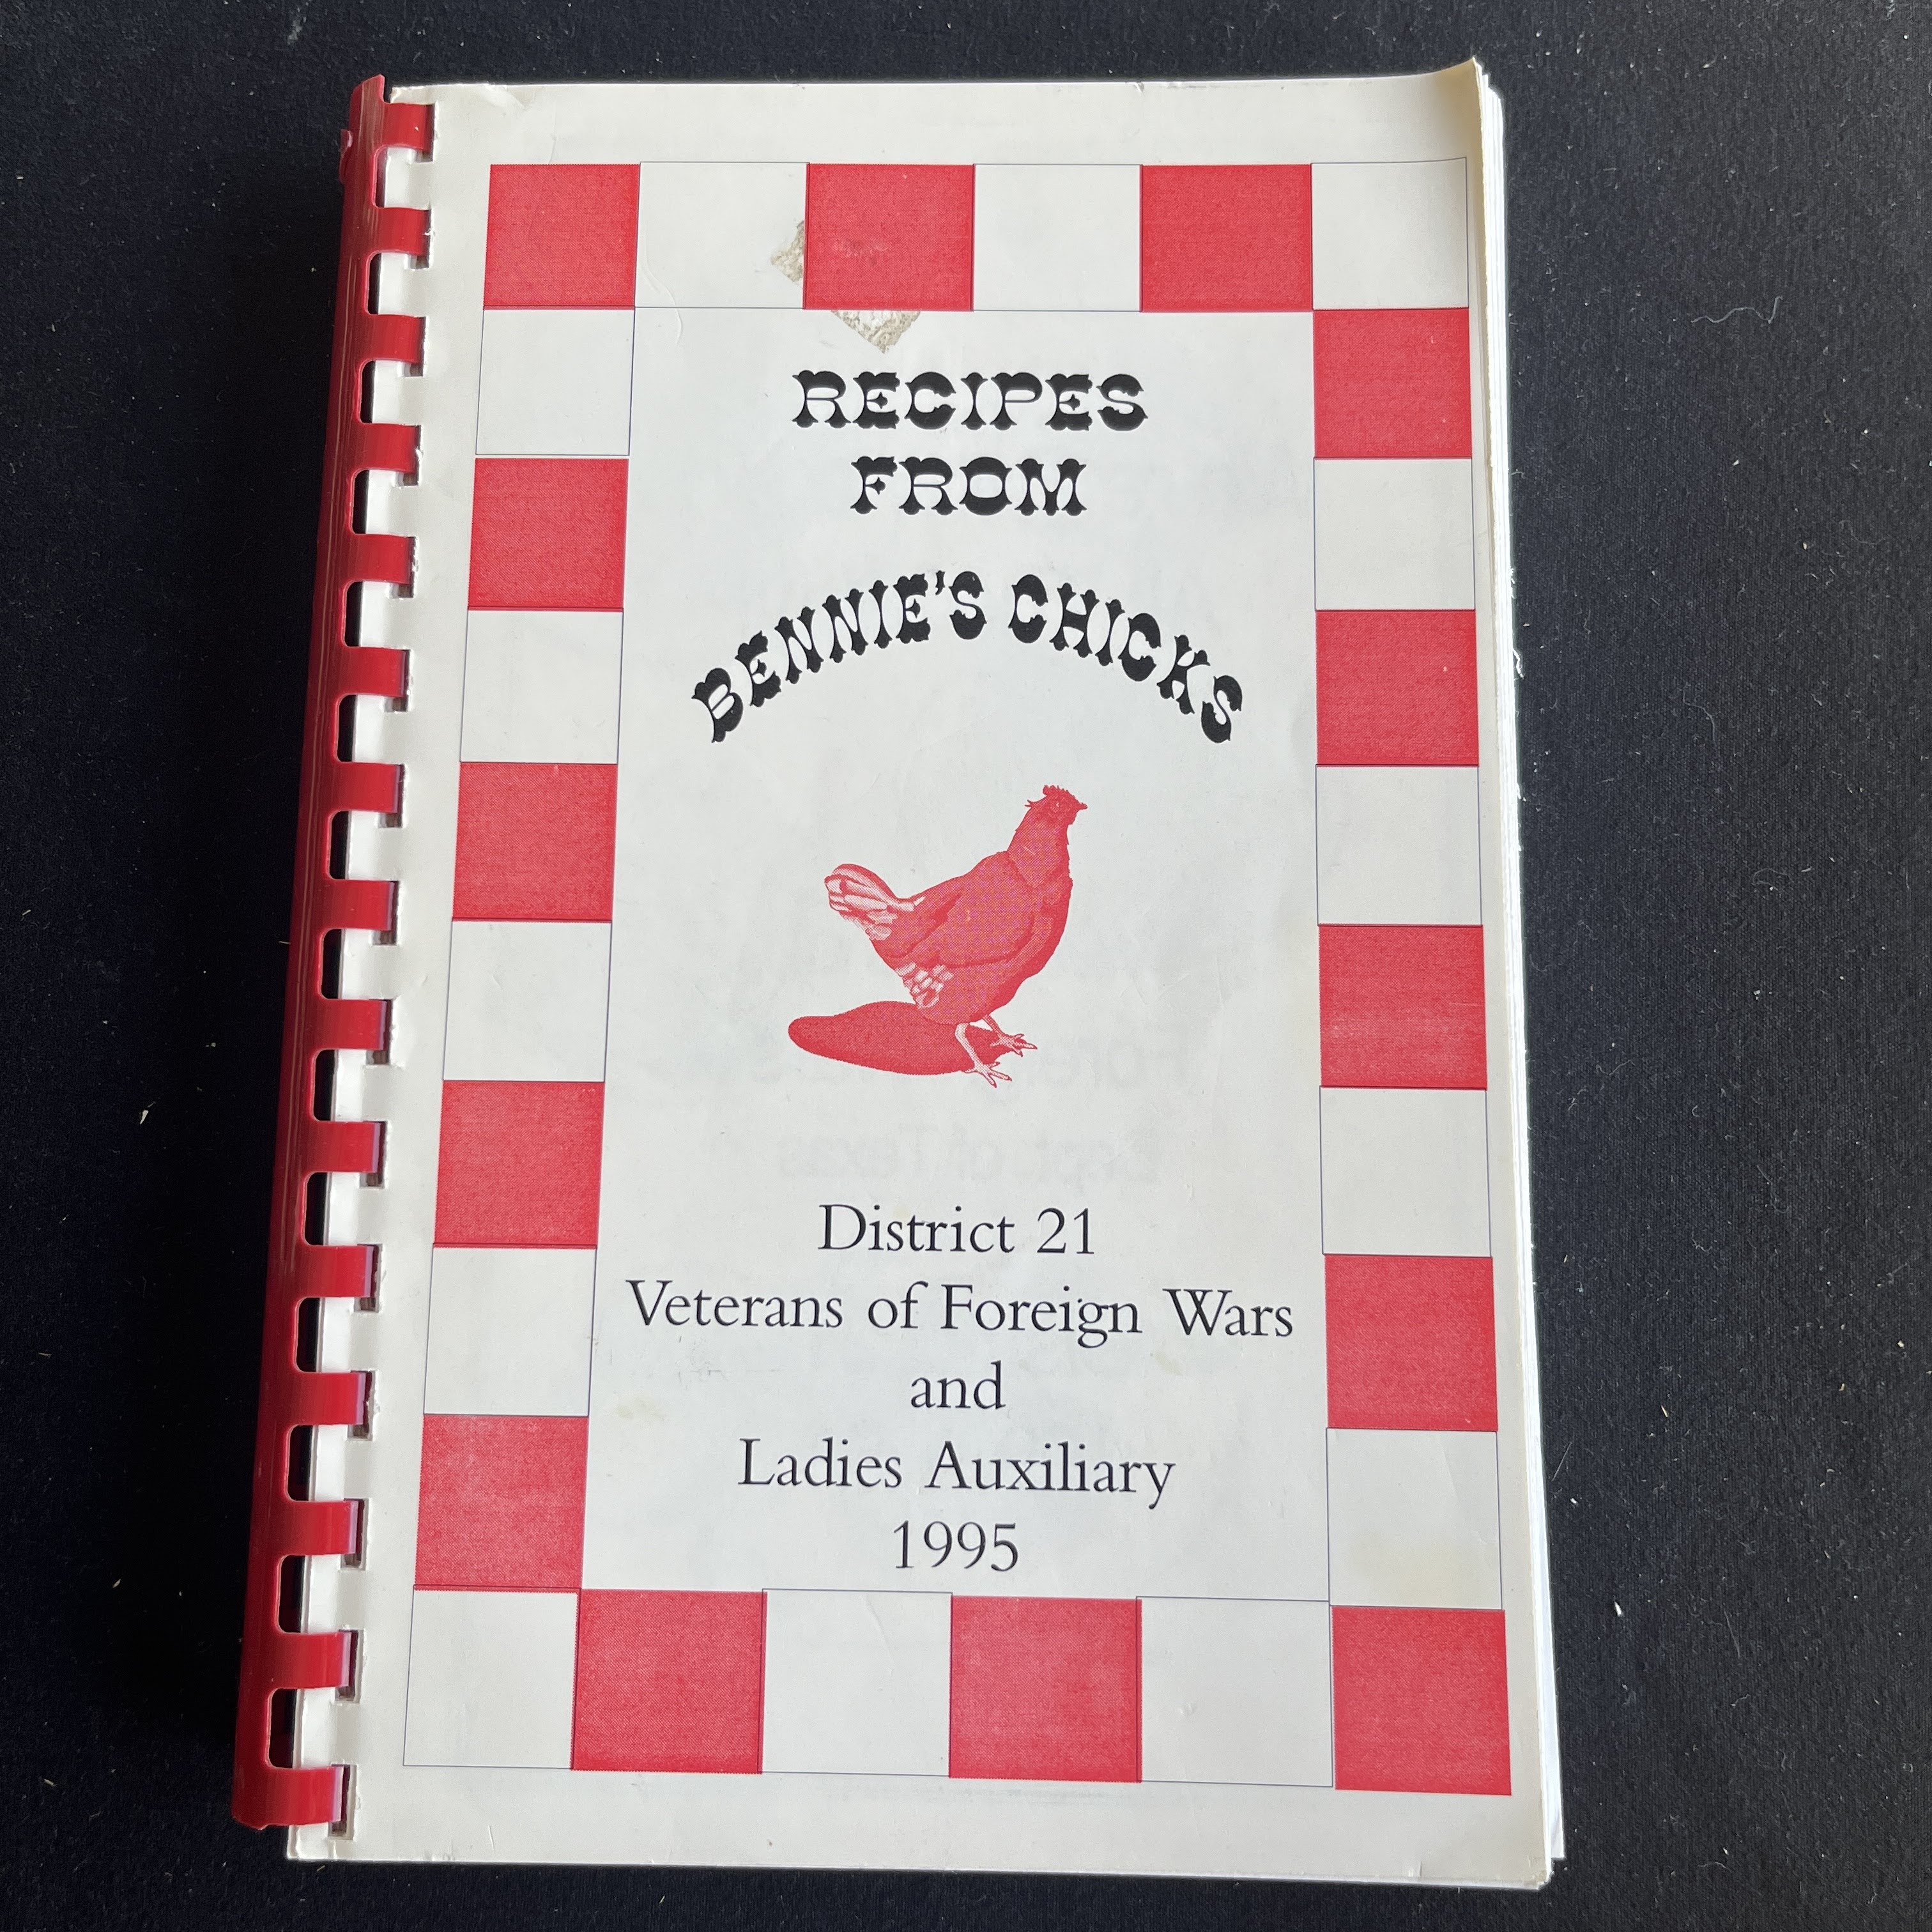 RECIPES
FROM
BENNIE'S CHICKS
District 21
Veterans of Foreign Wars
and
Ladies Auxiliary
1995